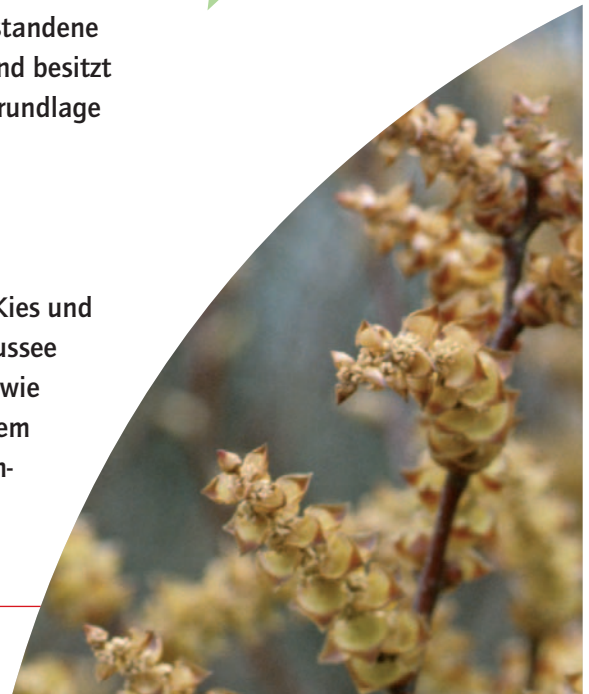 standene
nd besitzt
rundlage
Kies und
ussee
wie
em
n-